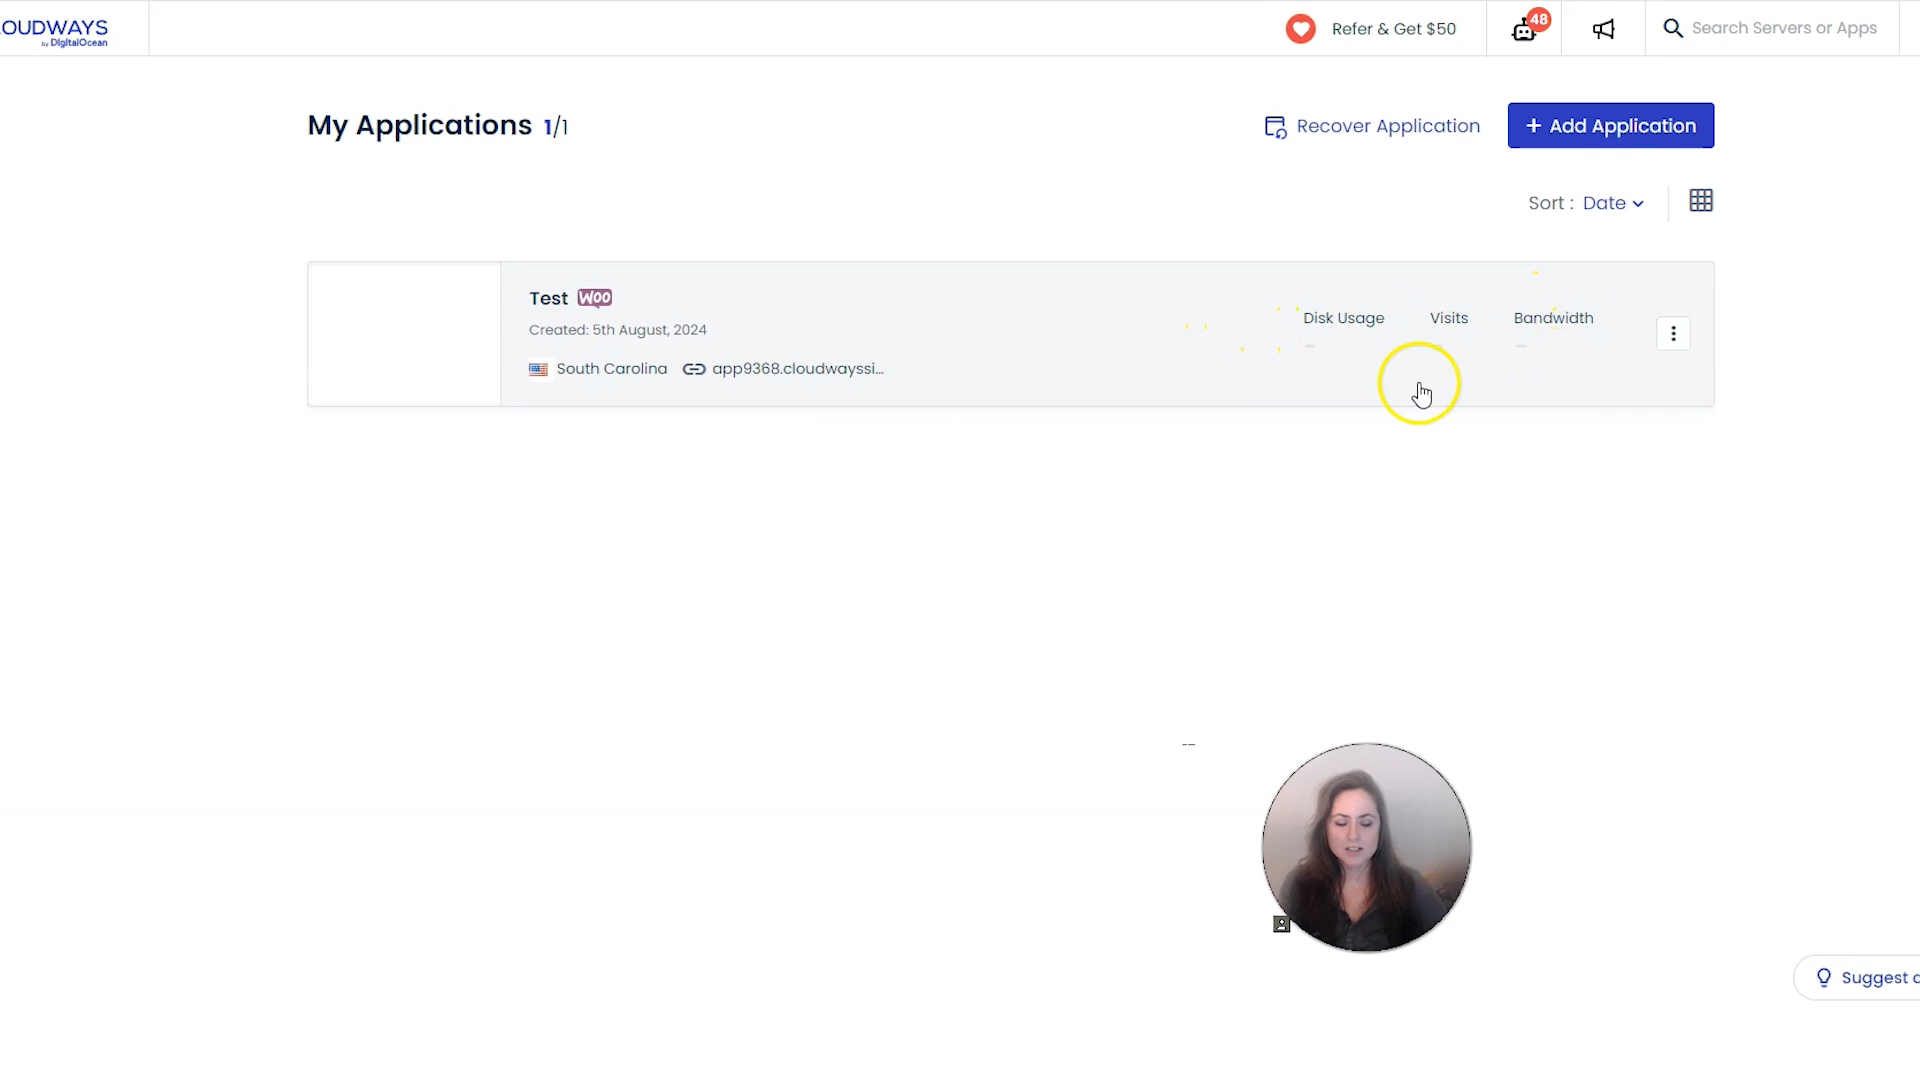 OUDWAYS
by DigitalOcean
Refer & Get $50
48
Search Servers or Apps
My Applications 1/1
Recover Application
+ Add Application
Sort : Date
Test Woo
Created: 5th August, 2024
Disk Usage
Visits
Bandwidth
South Carolina
app9368.cloudwayssi...
--
Suggest